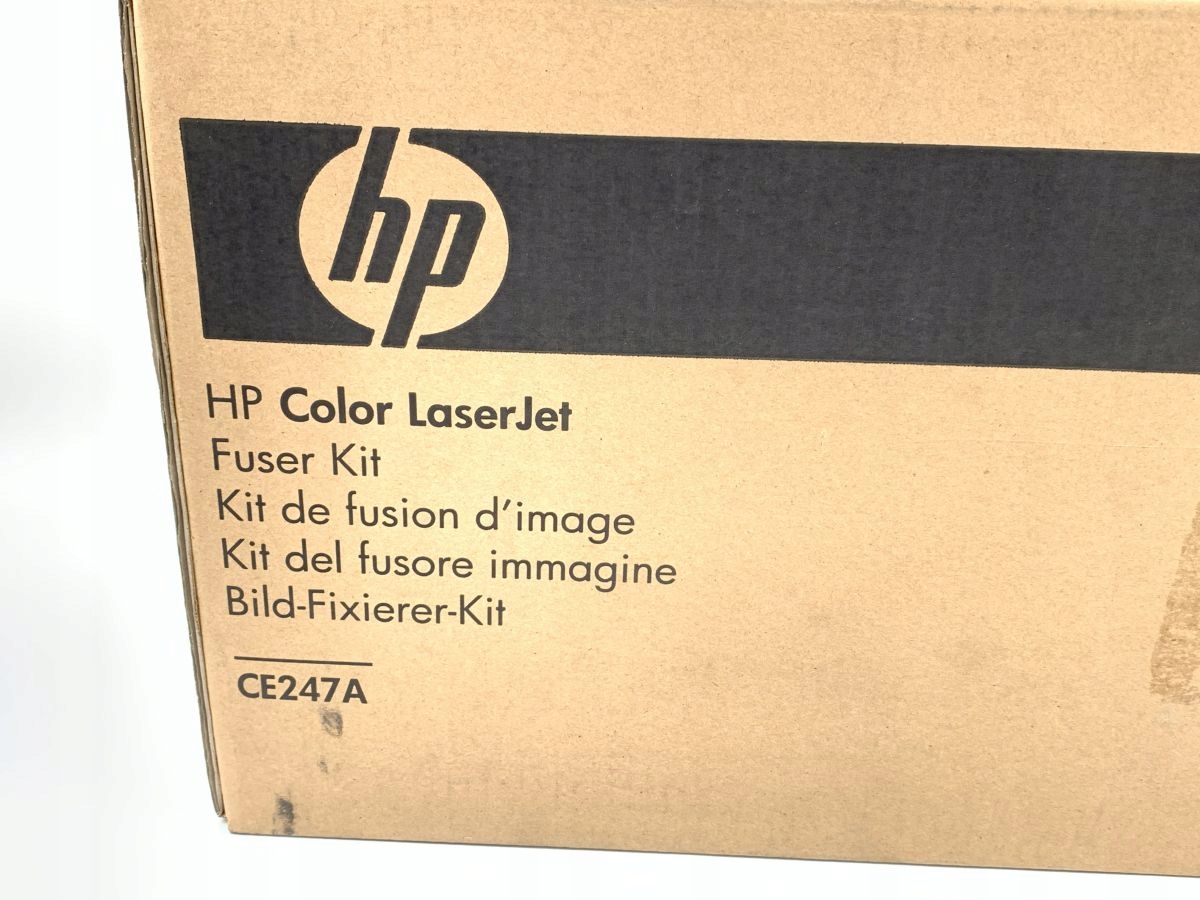 hp
HP Color LaserJet
Fuser Kit
Kit de fusion d'image
Kit del fusore immagine
Bild-Fixierer-Kit
CE247A